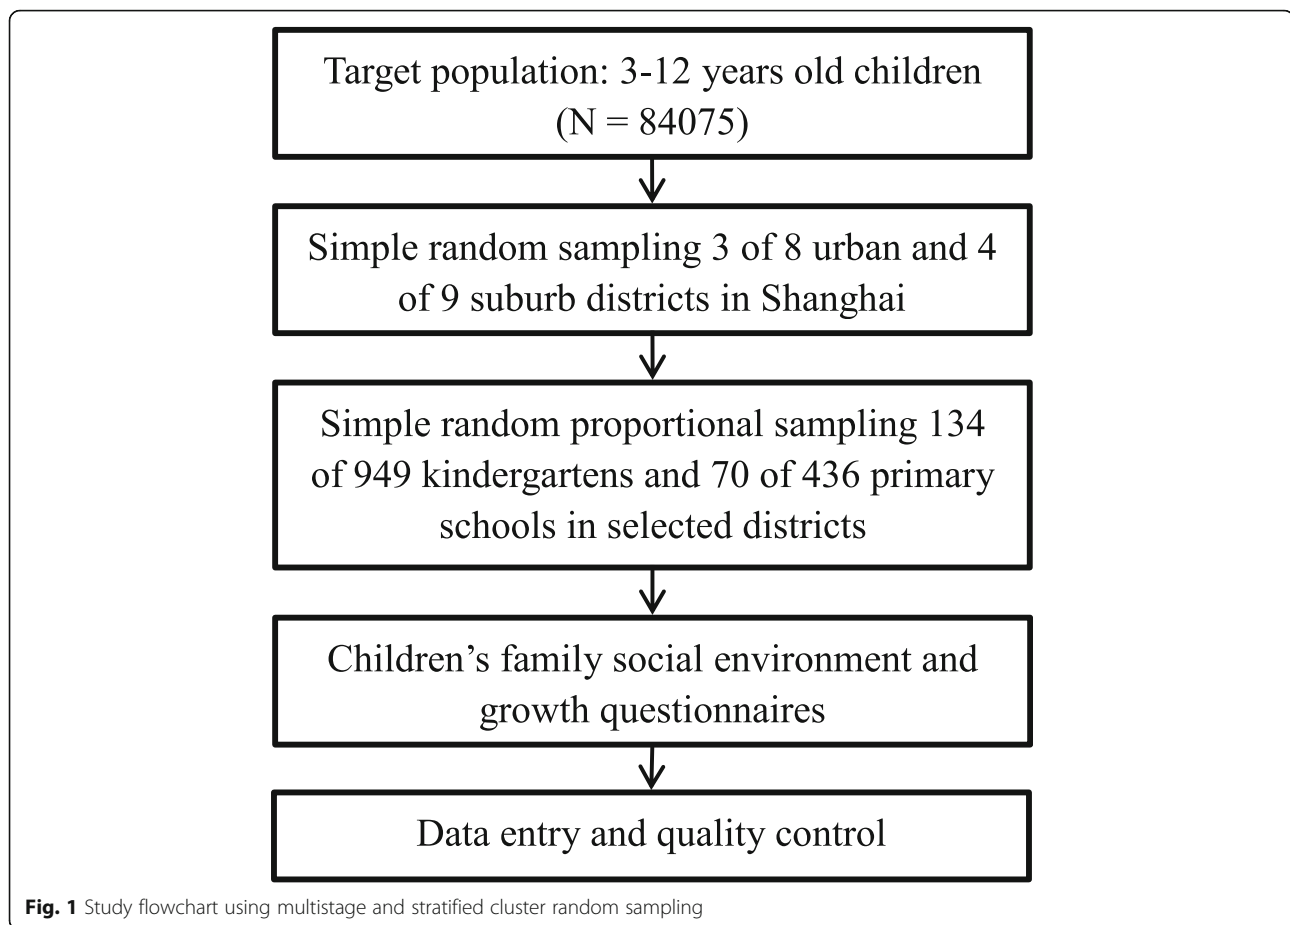 Target population: 3-12 years old children
(N = 84075)
Simple random sampling 3 of 8 urban and 4
of 9 suburb districts in Shanghai
Simple random proportional sampling 134
of 949 kindergartens and 70 of 436 primary
schools in selected districts
Children’s family social environment and
growth questionnaires
Data entry and quality control
Fig. 1 Study flowchart using multistage and stratified cluster random sampling